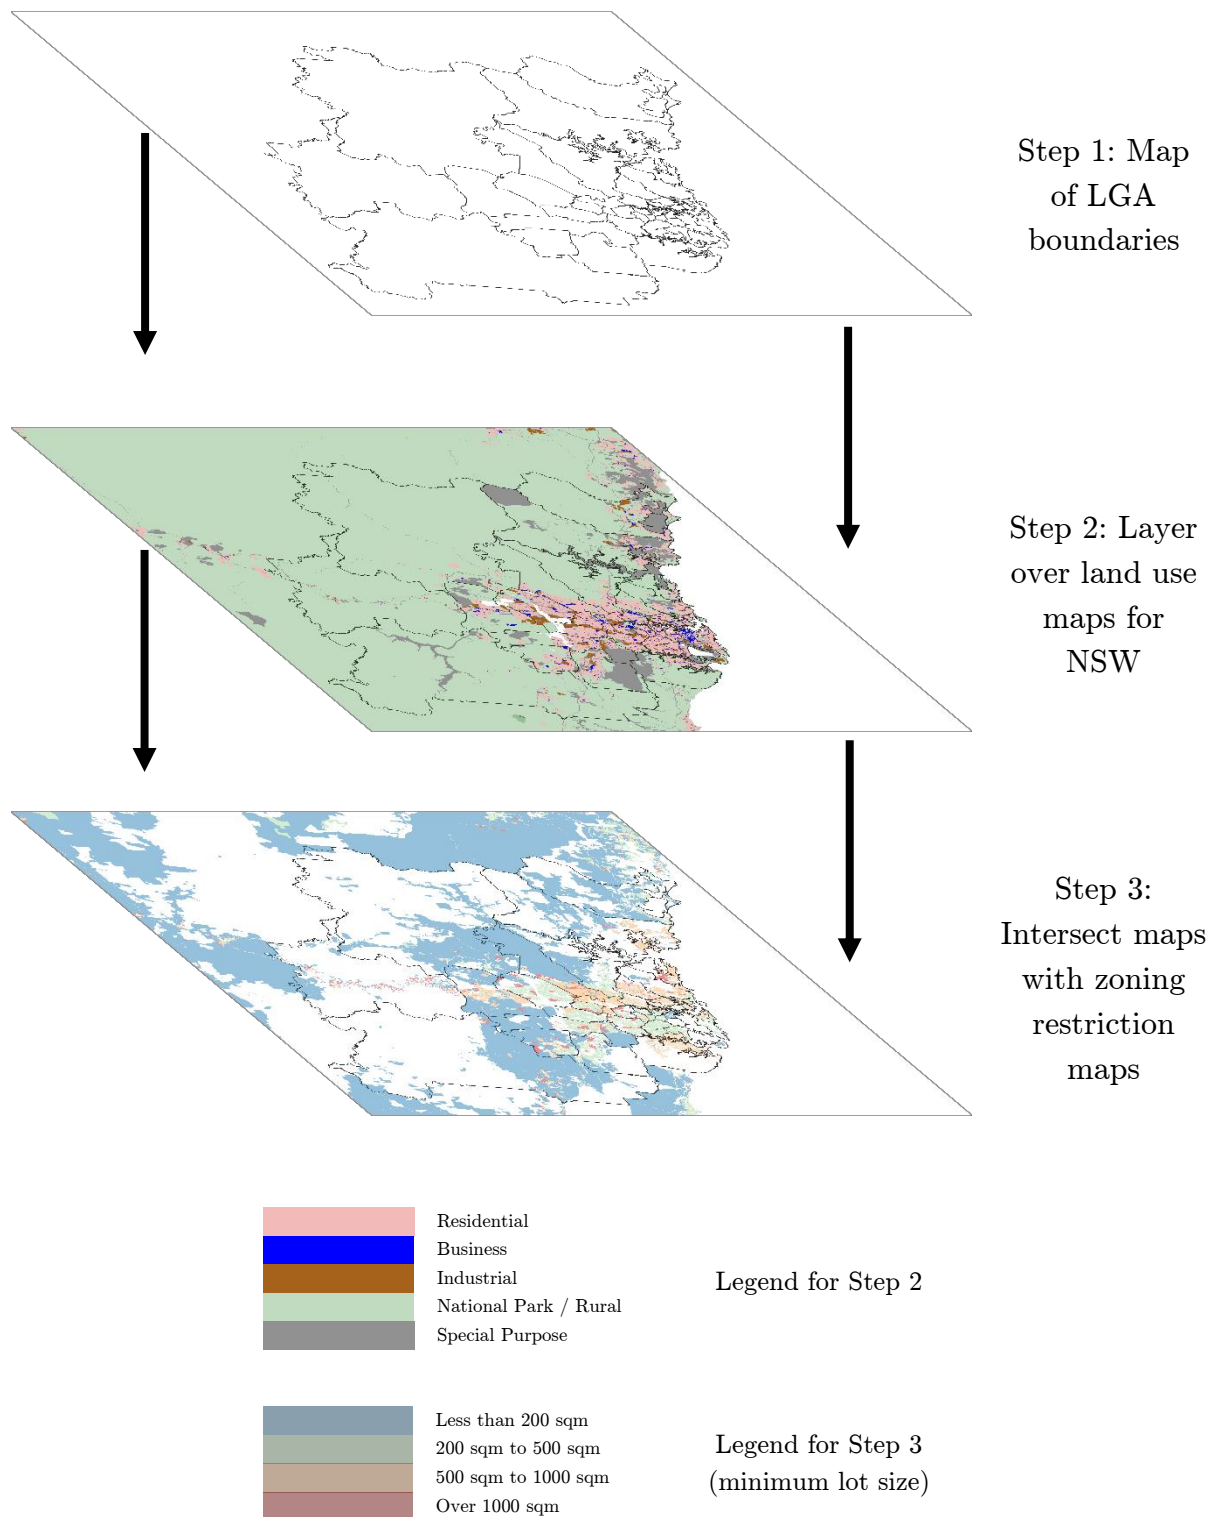 Step 1: Map
of LGA
boundaries
Step 2: Layer
over land use
maps for
NSW
Step 3:
Intersect maps
with zoning
restriction
maps
Residential
Business
Industrial
National Park / Rural
Special Purpose
Legend for Step 2
Less than 200 sqm
200 sqm to 500 sqm
500 sqm to 1000 sqm
Over 1000 sqm
Legend for Step 3
(minimum lot size)